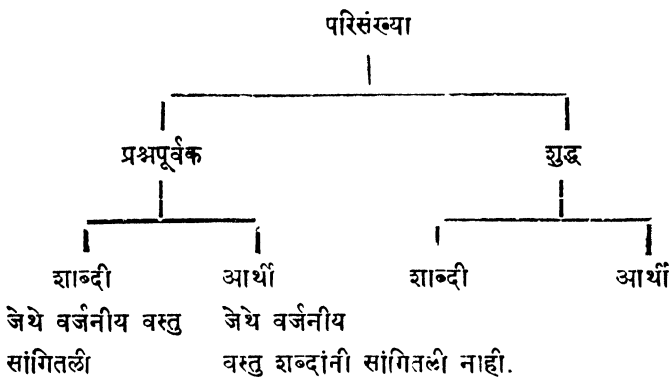 परिसंख्या
प्रश्नपूर्वक शुद्ध
शाब्दी आर्थी शाब्दी आर्थी
जेथे वर्जनीय वस्तु जेथे वर्जनीय
सांगितली वस्तु शब्दांनी सांगितली नाही.